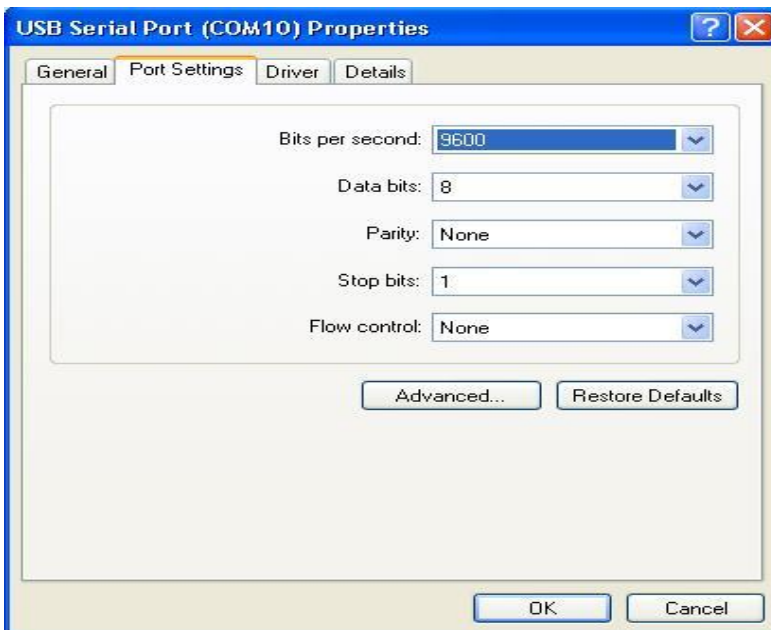 USB Serial Port (COM10) Properties
General Port Settings Driver Details
Bits per second: 9600
Data bits: 8
Parity: None
Stop bits: 1
Flow control: None
Advanced... Restore Defaults
OK Cancel